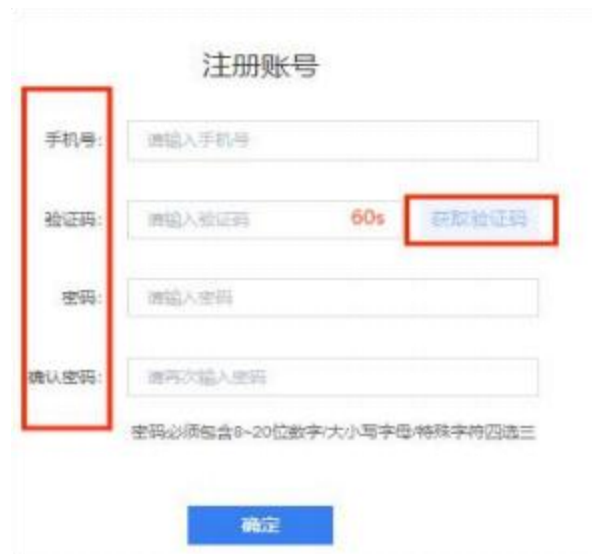 注册账号
手机号: 请输入手机号
验证码: 请输入验证码 60s 获取验证码
密码: 请输入密码
确认密码: 请再次输入密码
密码必须包含8~20位数字/大小写字母/特殊字符四选三
确定